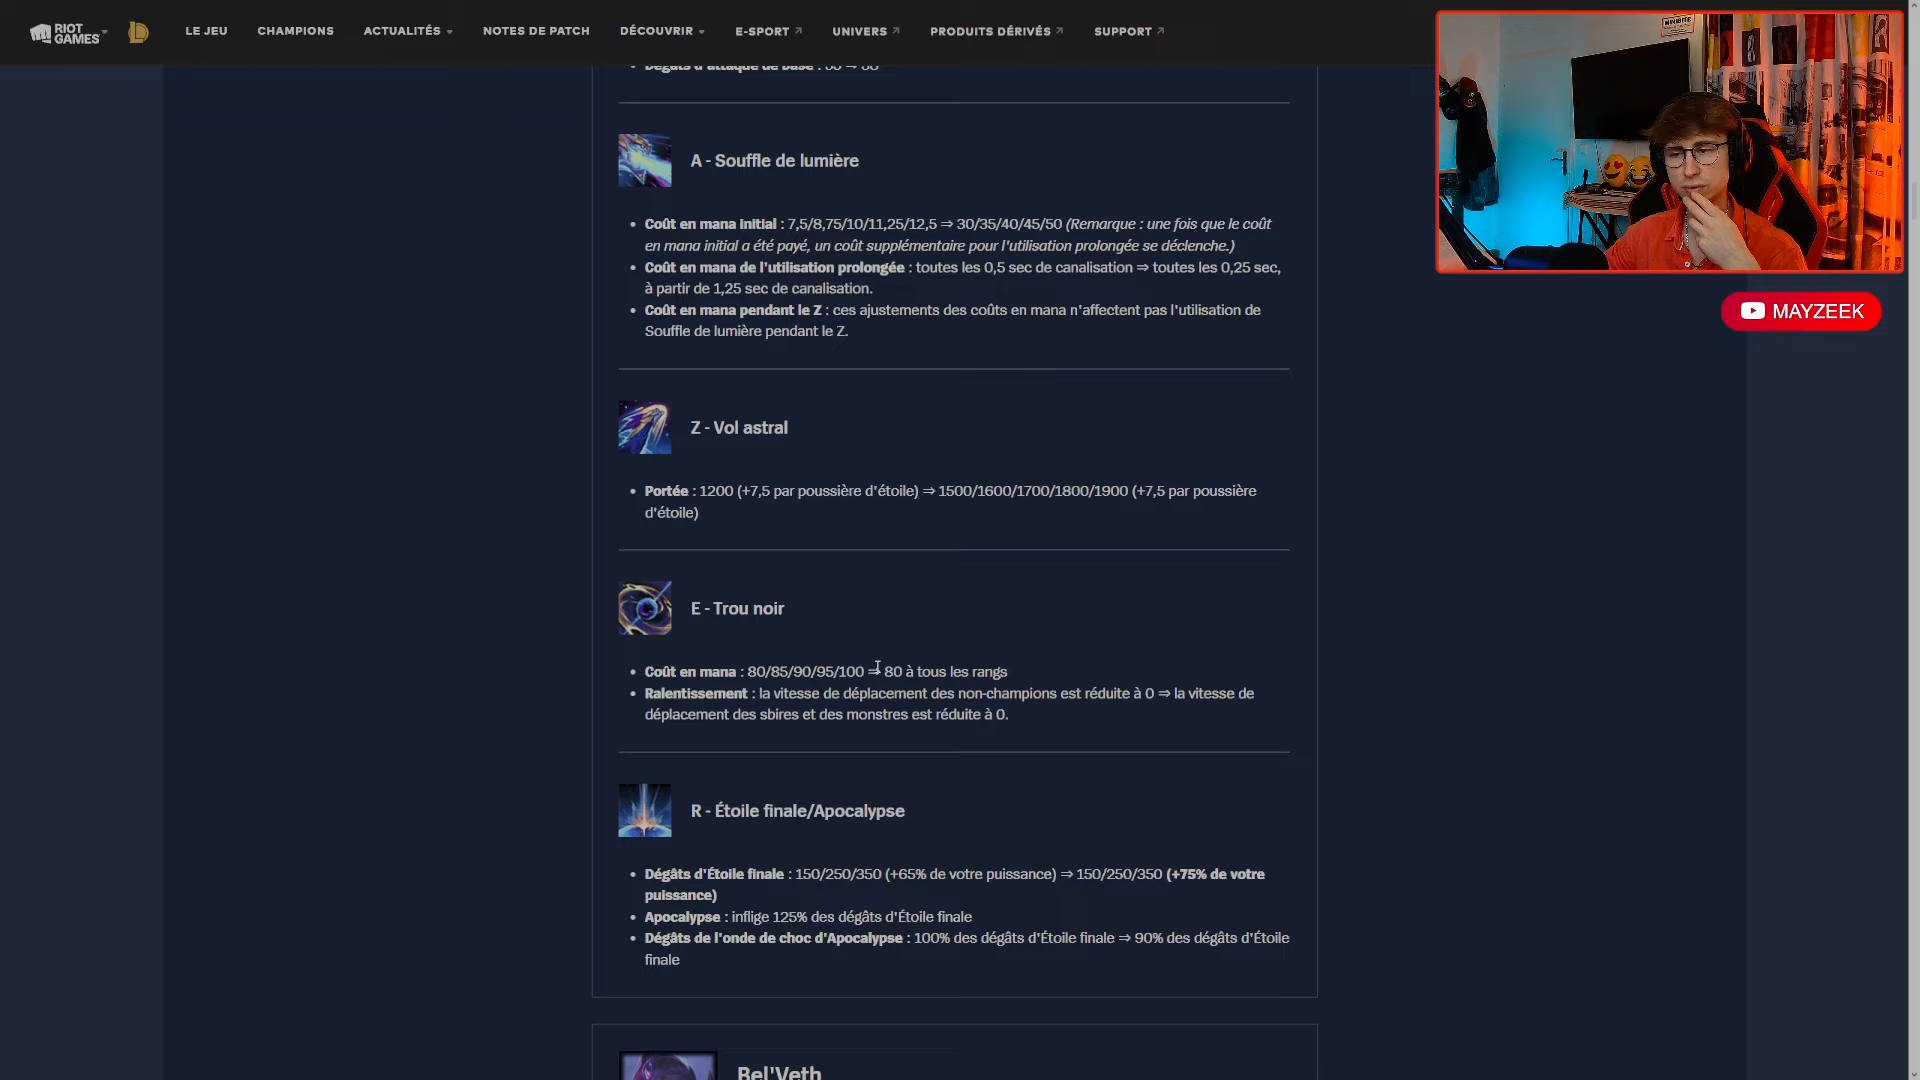 RIOT GAMES
LE JEU
CHAMPIONS
ACTUALITÉS
NOTES DE PATCH
DÉCOUVRIR
E-SPORT
UNIVERS
PRODUITS DÉRIVÉS
SUPPORT
MAYZEEK
A - Souffle de lumière
• Coût en mana initial : 7,5/8,75/10/11,25/12,5 ⇒ 30/35/40/45/50 (Remarque : une fois que le coût
en mana initial a été payé, un coût supplémentaire pour l'utilisation prolongée se déclenche.)
• Coût en mana de l'utilisation prolongée : toutes les 0,5 sec de canalisation ⇒ toutes les 0,25 sec,
à partir de 1,25 sec de canalisation.
• Coût en mana pendant le Z : ces ajustements des coûts en mana n'affectent pas l'utilisation de
Souffle de lumière pendant le Z.
Z - Vol astral
• Portée : 1200 (+7,5 par poussière d'étoile) ⇒ 1500/1600/1700/1800/1900 (+7,5 par poussière
d'étoile)
E - Trou noir
• Coût en mana : 80/85/90/95/100 ⇒ 80 à tous les rangs
• Ralentissement : la vitesse de déplacement des non-champions est réduite à 0 ⇒ la vitesse de
déplacement des sbires et des monstres est réduite à 0.
R - Étoile finale/Apocalypse
• Dégâts d'Étoile finale : 150/250/350 (+65% de votre puissance) ⇒ 150/250/350 (+75% de votre
puissance)
• Apocalypse : inflige 125% des dégâts d'Étoile finale
• Dégâts de l'onde de choc d'Apocalypse : 100% des dégâts d'Étoile finale ⇒ 90% des dégâts d'Étoile
finale
Bel'Veth